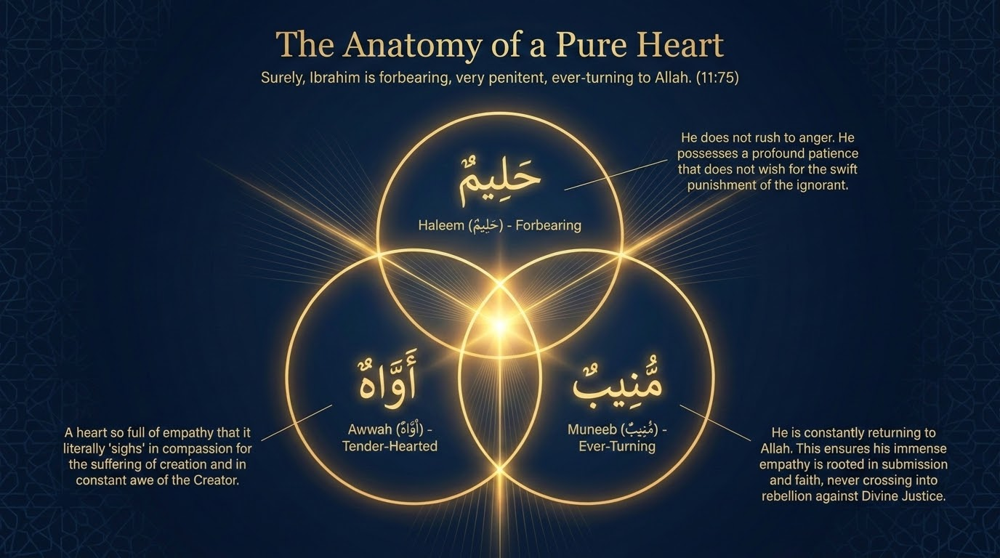 The Anatomy of a Pure Heart
Surely, Ibrahim is forbearing, very penitent, ever-turning to Allah. (11:75)
He does not rush to anger. He
possesses a profound patience
that does not wish for the swift
punishment of the ignorant.
حَلِيمٌ
Haleem (حَلِيمٌ) - Forbearing
أَوَّاهٌ
Awwah (أَوَّاهٌ) -
Tender-Hearted
مُّنِيبٌ
Muneeb (مُّنِيبٌ) -
Ever-Turning
A heart so full of empathy that it
literally 'sighs' in compassion for
the suffering of creation and in
constant awe of the Creator.
He is constantly returning to
Allah. This ensures his immense
empathy is rooted in submission
and faith, never crossing into
rebellion against Divine Justice.